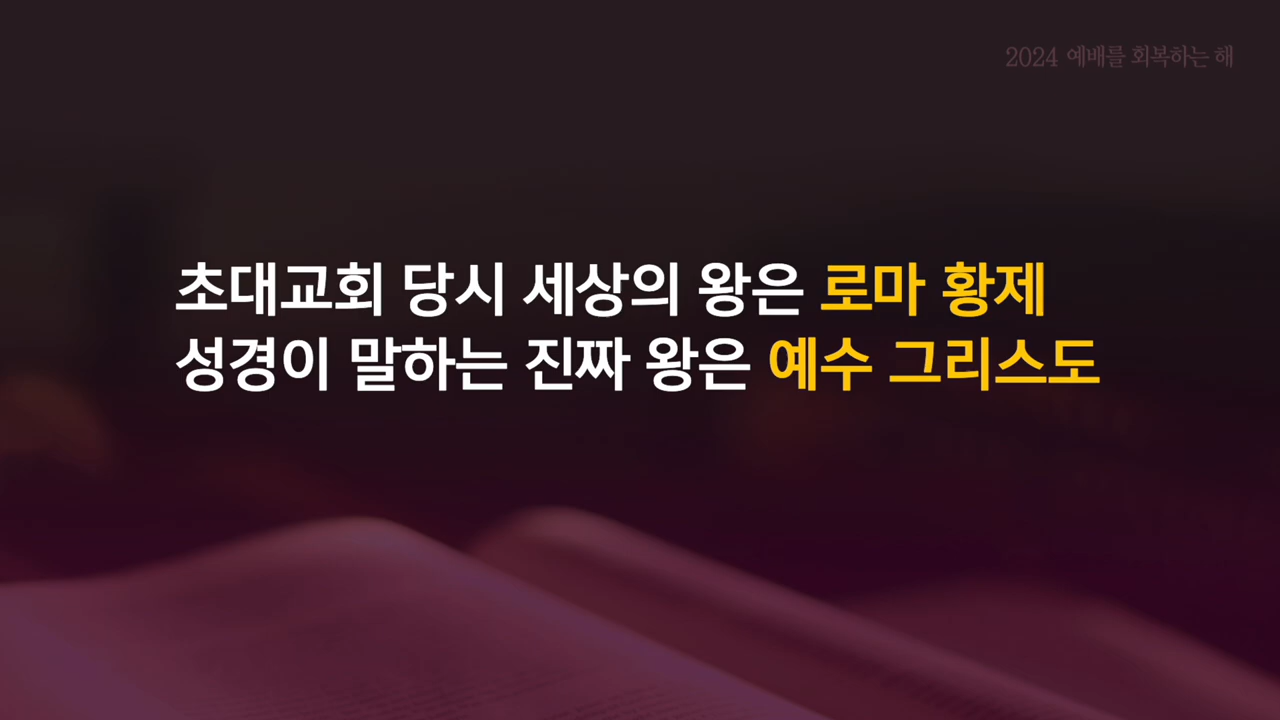 2024 예배를 회복하는 해
초대교회 당시 세상의 왕은 로마 황제
성경이 말하는 진짜 왕은 예수 그리스도